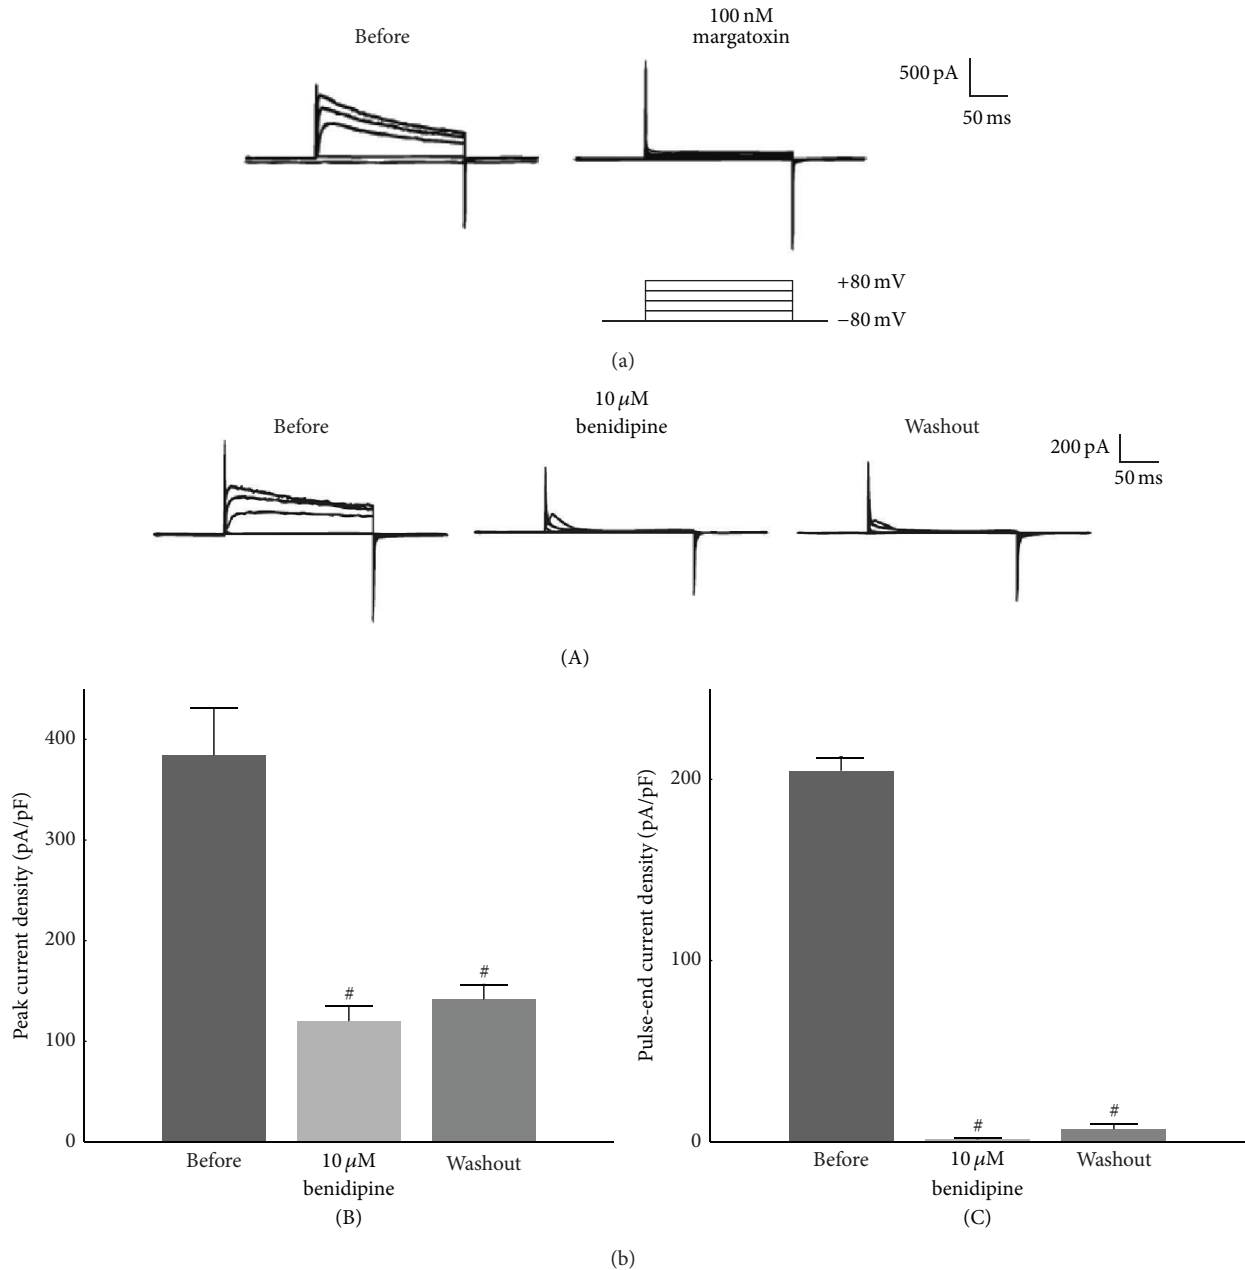 Before
100 nM
margatoxin
500 pA
50 ms
+80 mV
−80 mV
(a)
Before
10 μM
benidipine
Washout
200 pA
50 ms
(A)
Peak current density (pA/pF)
400
300
200
100
0
#
#
Before
10 μM
benidipine
Washout
(B)
Pulse-end current density (pA/pF)
200
100
0
#
#
Before
10 μM
benidipine
Washout
(C)
(b)